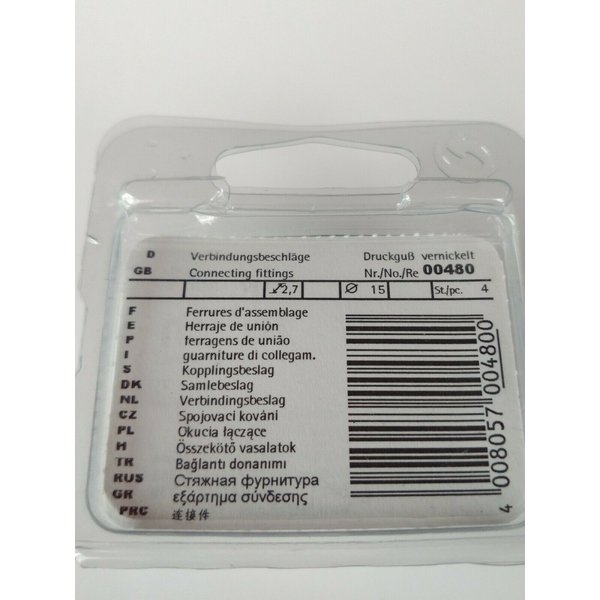 D Verbindungsbeschläge Druckguß vernickelt
GB Connecting fittings Nr./No./Re 00480
2,7 Ø 15 St./pc. 4
F Ferrures d'assemblage
E Herraje de unión
P ferragens de união
I guarniture di collegam.
S Kopplingsbeslag
DK Samlebeslag
NL Verbindingsbeslag
CZ Spojovaci kováni
PL Okucia łączące
H Összekötő vasalatok
TR Bağlantı donanımı
RUS Стяжная фурнитура
GR εξάρτημα σύνδεσης
PRC 连接件
4 008057 004800